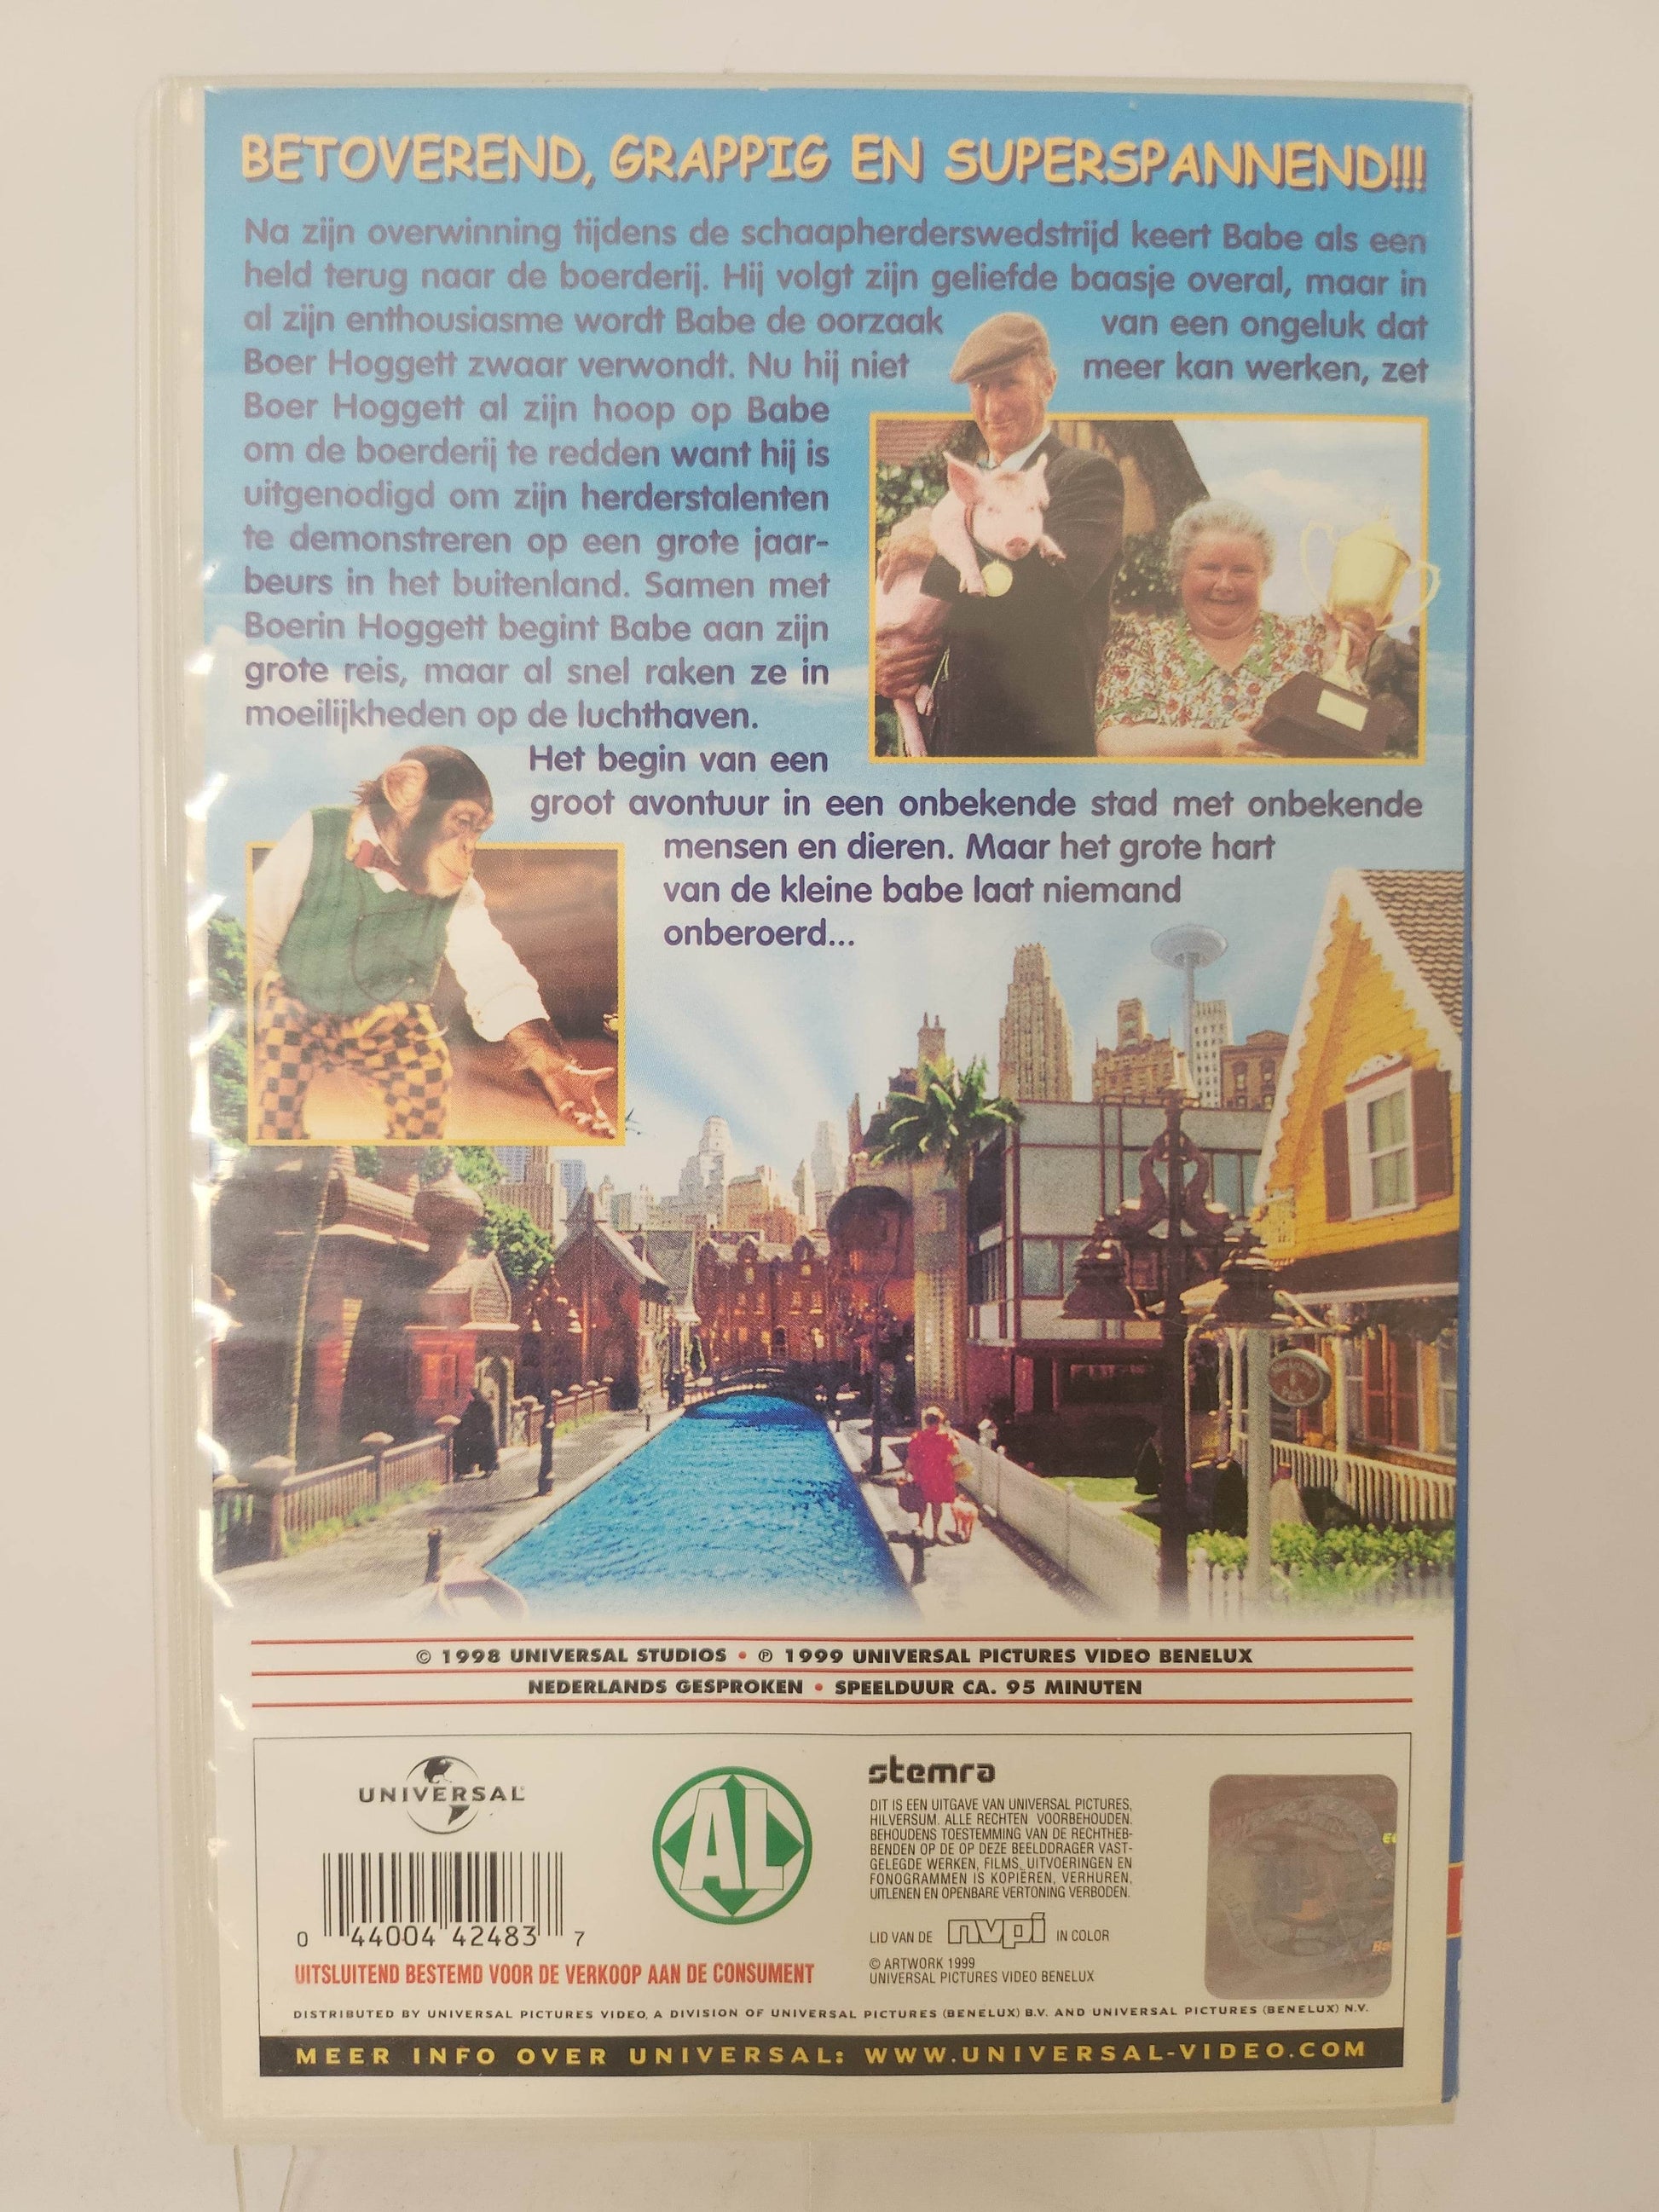 BETOVEREND, GRAPPIG EN SUPERSPANNEND!!!
Na zijn overwinning tijdens de schaapherderswedstrijd keert Babe als een
held terug naar de boerderij. Hij volgt zijn geliefde baasje overal, maar in
al zijn enthousiasme wordt Babe de oorzaak van een ongeluk dat
Boer Hoggett zwaar verwondt. Nu hij niet meer kan werken, zet
Boer Hoggett al zijn hoop op Babe
om de boerderij te redden want hij is
uitgenodigd om zijn herderstalenten
te demonstreren op een grote jaar-
beurs in het buitenland. Samen met
Boerin Hoggett begint Babe aan zijn
grote reis, maar al snel raken ze in
moeilijkheden op de luchthaven.
Het begin van een
groot avontuur in een onbekende stad met onbekende
mensen en dieren. Maar het grote hart
van de kleine babe laat niemand
onberoerd...
© 1998 UNIVERSAL STUDIOS • ℗ 1999 UNIVERSAL PICTURES VIDEO BENELUX
NEDERLANDS GESPROKEN • SPEELDUUR CA. 95 MINUTEN
UNIVERSAL
0 44004 42483 7
UITSLUITEND BESTEMD VOOR DE VERKOOP AAN DE CONSUMENT
AL
stemra
DIT IS EEN UITGAVE VAN UNIVERSAL PICTURES,
HILVERSUM. ALLE RECHTEN VOORBEHOUDEN.
BEHOUDENS TOESTEMMING VAN DE RECHTHEB-
BENDEN OP DE OP DEZE BEELDDRAGER VAST-
GELEGDE WERKEN, FILMS, UITVOERINGEN EN
FONOGRAMMEN IS KOPIËREN, VERHUREN,
UITLENEN EN OPENBARE VERTONING VERBODEN.
LID VAN DE nvpi IN COLOR
© ARTWORK 1999
UNIVERSAL PICTURES VIDEO BENELUX
DISTRIBUTED BY UNIVERSAL PICTURES VIDEO, A DIVISION OF UNIVERSAL PICTURES (BENELUX) B.V. AND UNIVERSAL PICTURES (BENELUX) N.V.
MEER INFO OVER UNIVERSAL: WWW.UNIVERSAL-VIDEO.COM